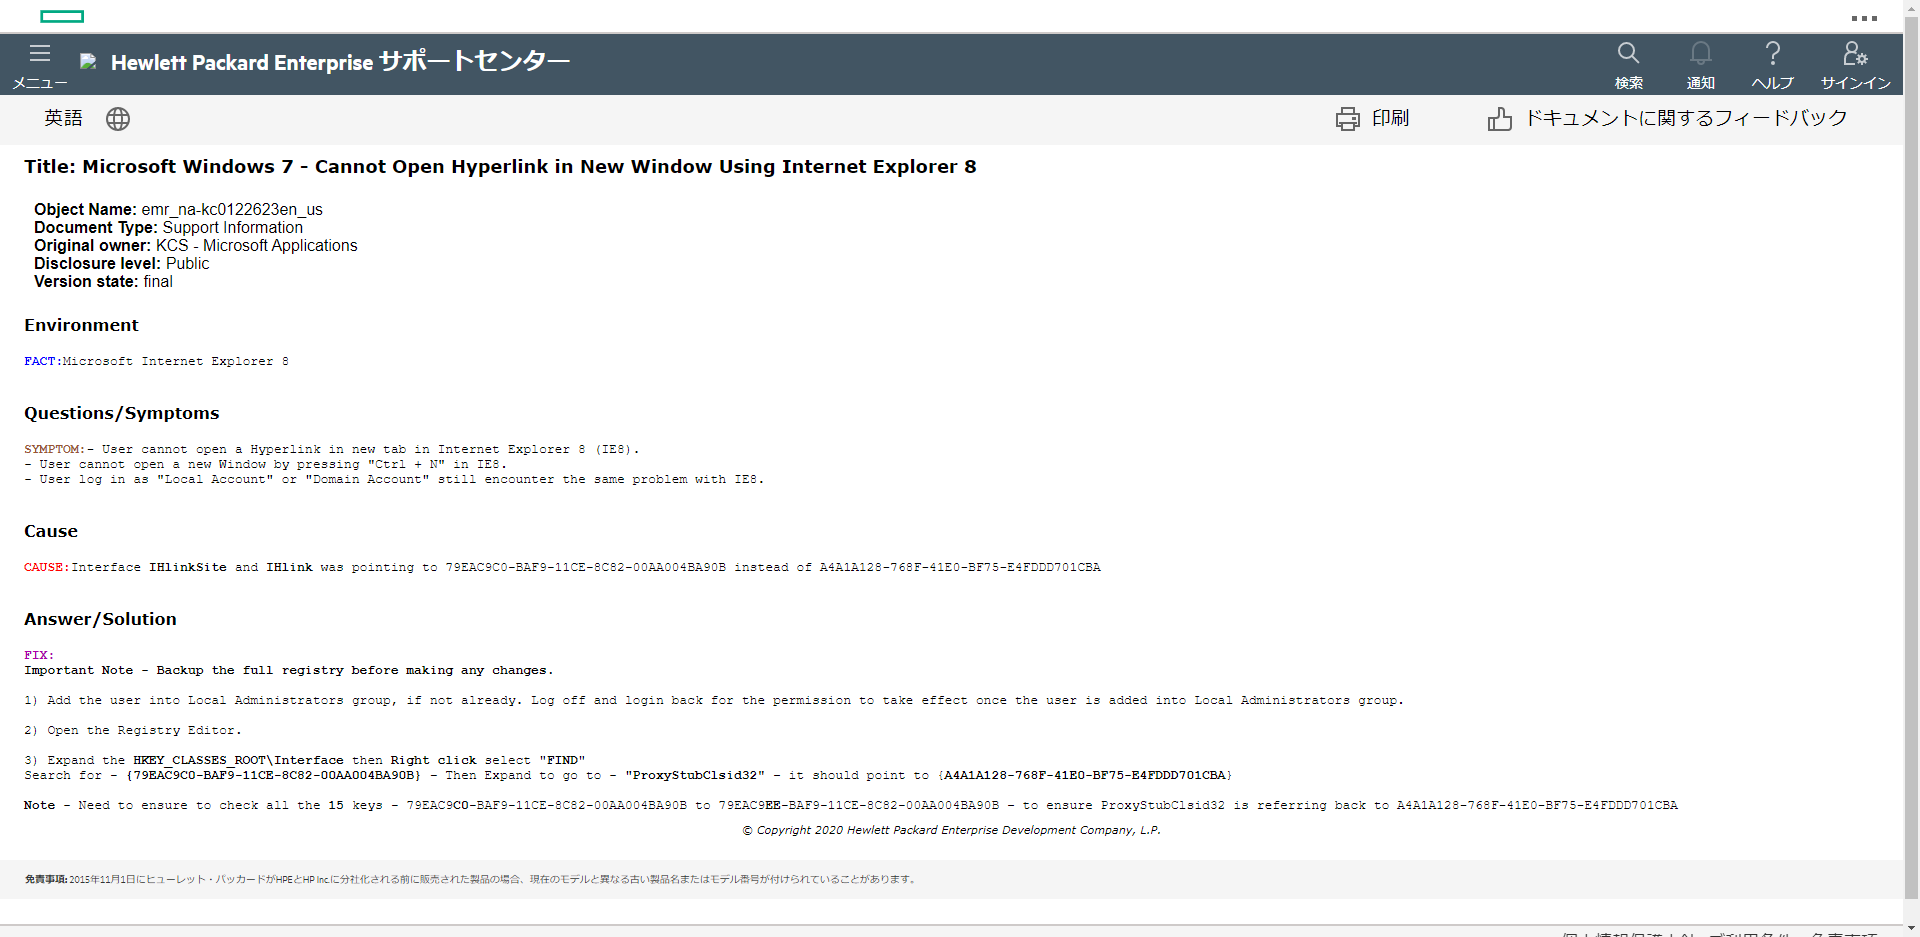 メニュー
Hewlett Packard Enterprise サポートセンター
検索
通知
ヘルプ
サインイン
英語
印刷
ドキュメントに関するフィードバック
Title: Microsoft Windows 7 - Cannot Open Hyperlink in New Window Using Internet Explorer 8
Object Name: emr_na-kc0122623en_us
Document Type: Support Information
Original owner: KCS - Microsoft Applications
Disclosure level: Public
Version state: final
Environment
FACT:Microsoft Internet Explorer 8
Questions/Symptoms
SYMPTOM:- User cannot open a Hyperlink in new tab in Internet Explorer 8 (IE8).
- User cannot open a new Window by pressing "Ctrl + N" in IE8.
- User log in as "Local Account" or "Domain Account" still encounter the same problem with IE8.
Cause
CAUSE:Interface IHlinkSite and IHlink was pointing to 79EAC9C0-BAF9-11CE-8C82-00AA004BA90B instead of A4A1A128-768F-41E0-BF75-E4FDDD701CBA
Answer/Solution
FIX:
Important Note - Backup the full registry before making any changes.
1) Add the user into Local Administrators group, if not already. Log off and login back for the permission to take effect once the user is added into Local Administrators group.
2) Open the Registry Editor.
3) Expand the HKEY_CLASSES_ROOT\Interface then Right click select "FIND"
Search for - {79EAC9C0-BAF9-11CE-8C82-00AA004BA90B} - Then Expand to go to - "ProxyStubClsid32" - it should point to {A4A1A128-768F-41E0-BF75-E4FDDD701CBA}
Note - Need to ensure to check all the 15 keys - 79EAC9C0-BAF9-11CE-8C82-00AA004BA90B to 79EAC9EE-BAF9-11CE-8C82-00AA004BA90B - to ensure ProxyStubClsid32 is referring back to A4A1A128-768F-41E0-BF75-E4FDDD701CBA
© Copyright 2020 Hewlett Packard Enterprise Development Company, L.P.
免責事項: 2015年11月1日にヒューレット・パッカードがHPEとHP Inc.に分社化される前に販売された製品の場合、現在のモデルと異なる古い製品名またはモデル番号が付けられていることがあります。